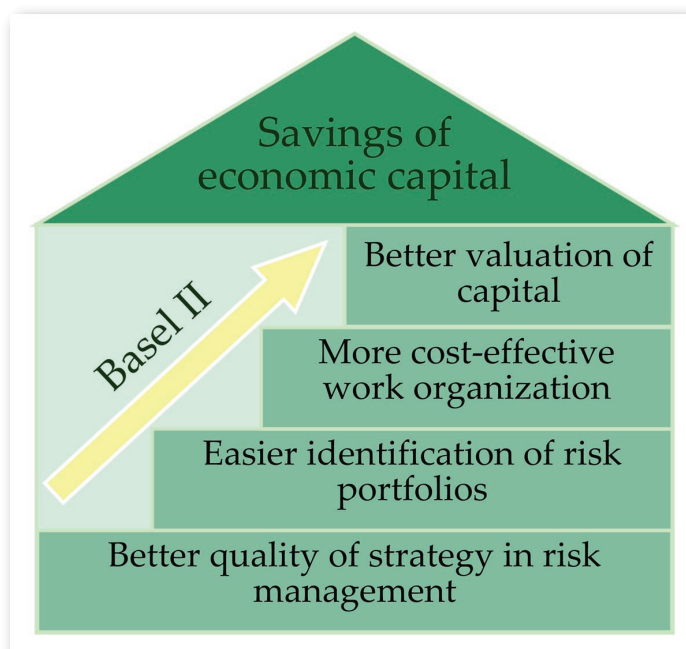 Savings of
economic capital
Basel II
Better valuation of
capital
More cost-effective
work organization
Easier identification of risk
portfolios
Better quality of strategy in risk
management